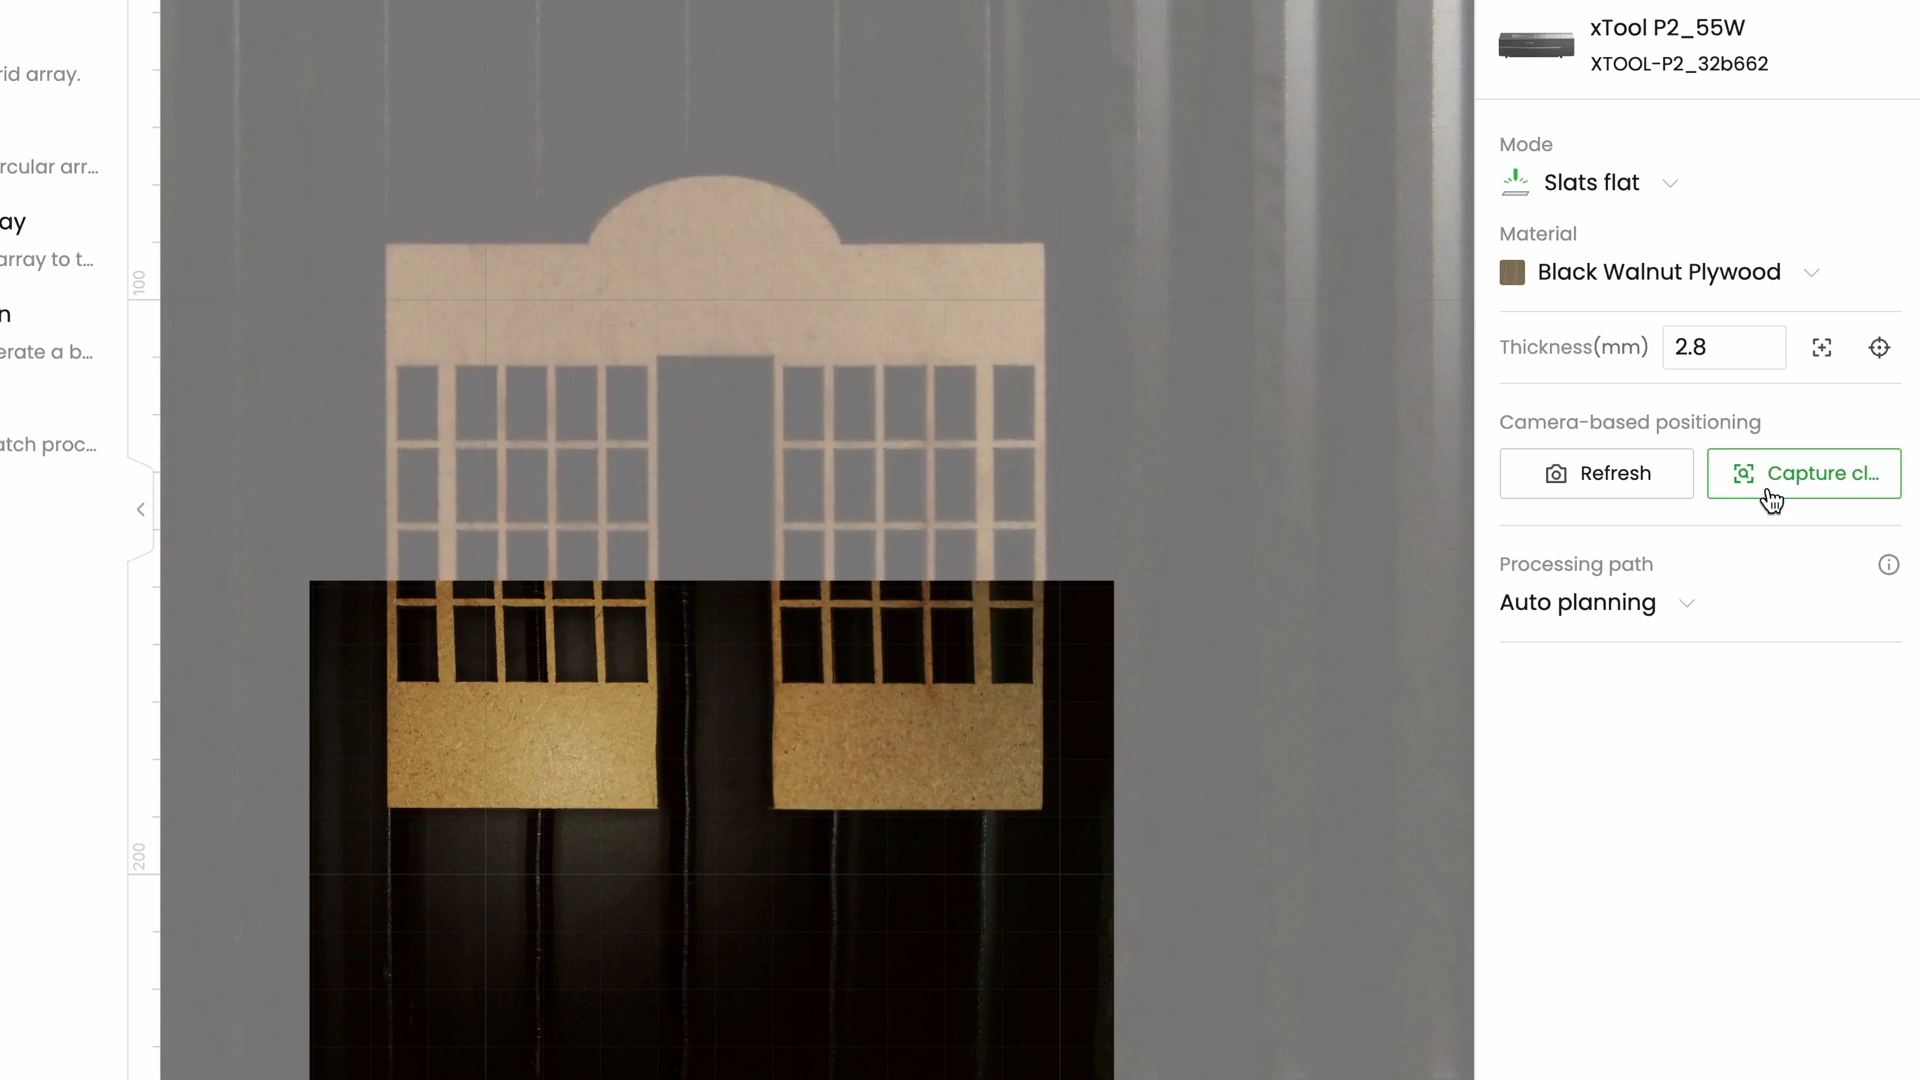 rid array.
rcular arr...
ay
array to t...
n
erate a b...
atch proc...
100
200
xTool P2_55W
XTOOL-P2_32b662
Mode
Slats flat
Material
Black Walnut Plywood
Thickness(mm)
2.8
Camera-based positioning
Refresh
Capture cl...
Processing path
Auto planning